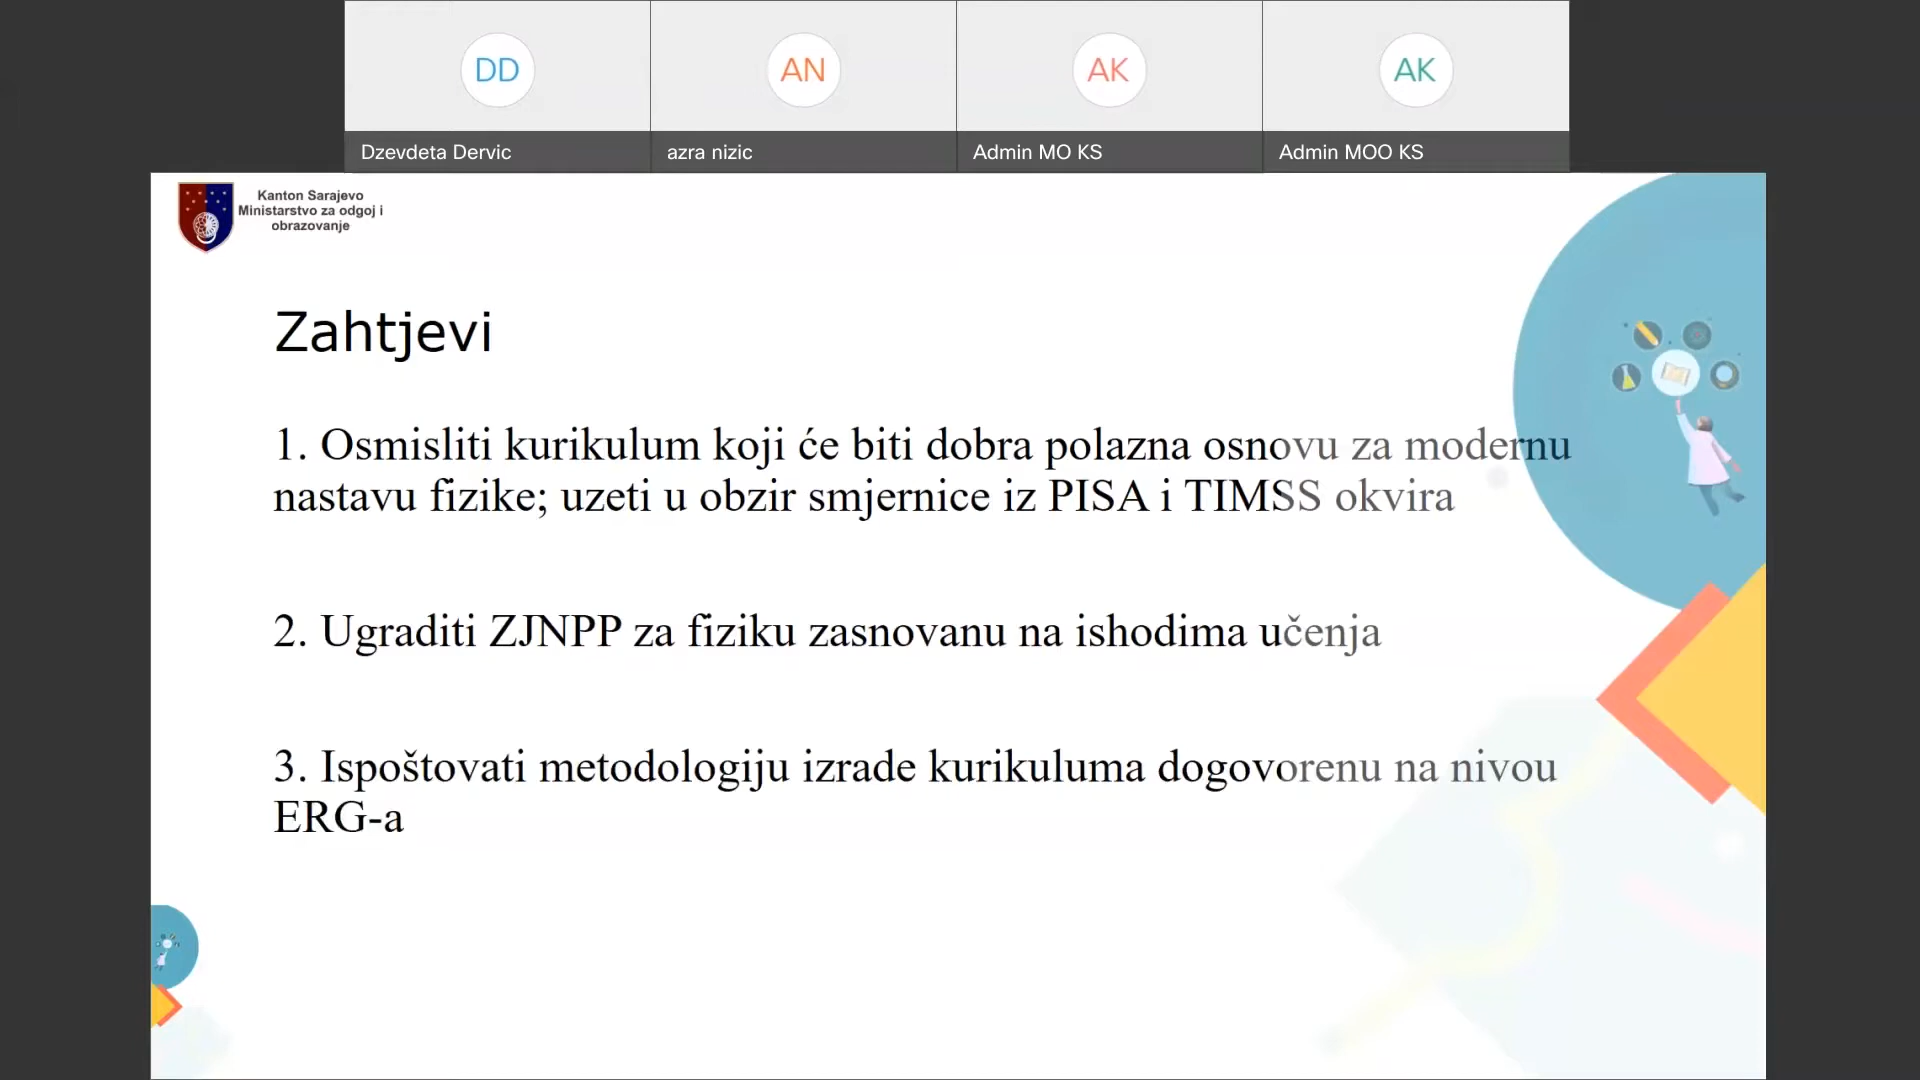 DD
AN
AK
AK
Dzevdeta Dervic
azra nizic
Admin MO KS
Admin MOO KS
Kanton Sarajevo
Ministarstvo za odgoj i
obrazovanje
Zahtjevi
1. Osmisliti kurikulum koji će biti dobra polazna osnovu za modernu
nastavu fizike; uzeti u obzir smjernice iz PISA i TIMSS okvira
2. Ugraditi ZJNPP za fiziku zasnovanu na ishodima učenja
3. Ispoštovati metodologiju izrade kurikuluma dogovorenu na nivou
ERG-a